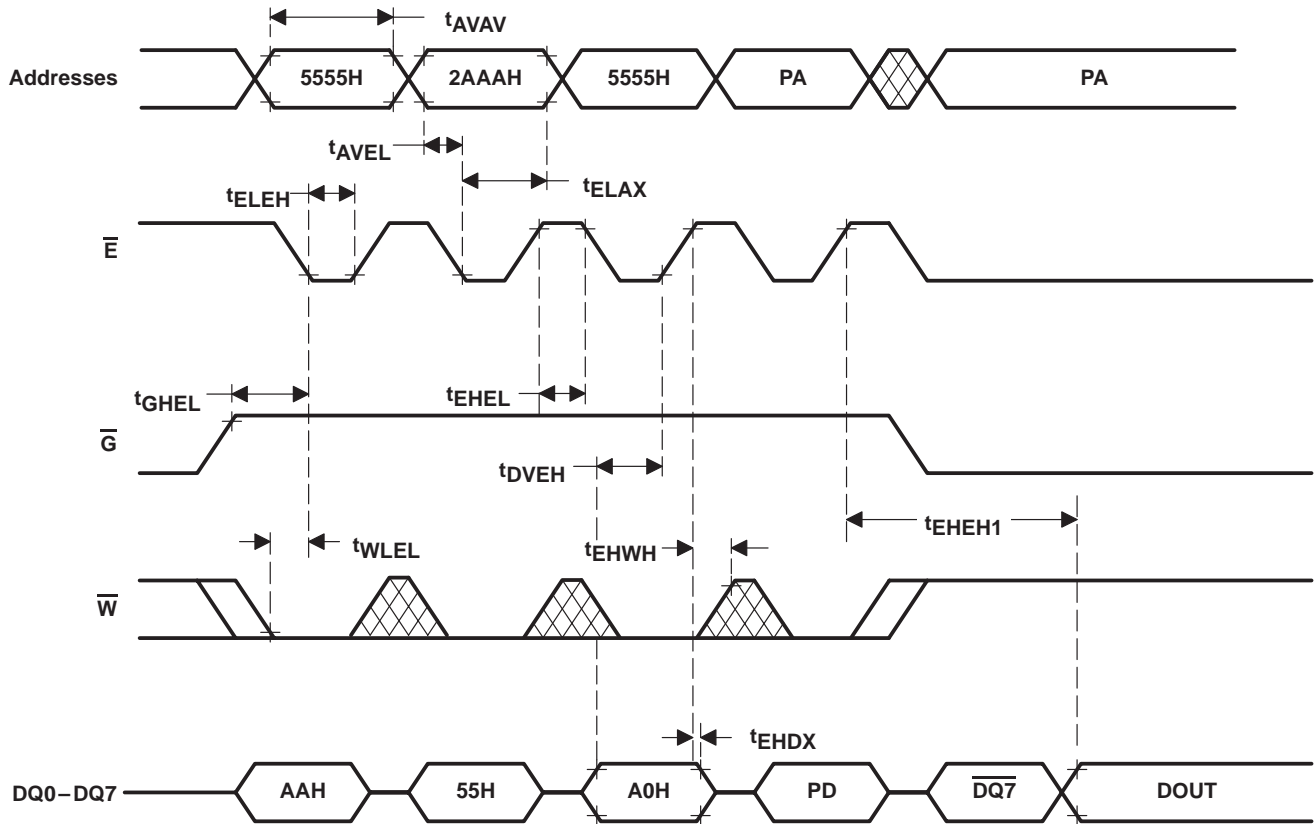 tAVAV
Addresses 5555H 2AAAH 5555H PA PA
tAVEL
tELAX
tELEH
E
tGHEL tEHEL
G
tDVEH
tEHEH1
tWLEL tEHWH
W
tEHDX
DQ0–DQ7 AAH 55H A0H PD DQ7 DOUT